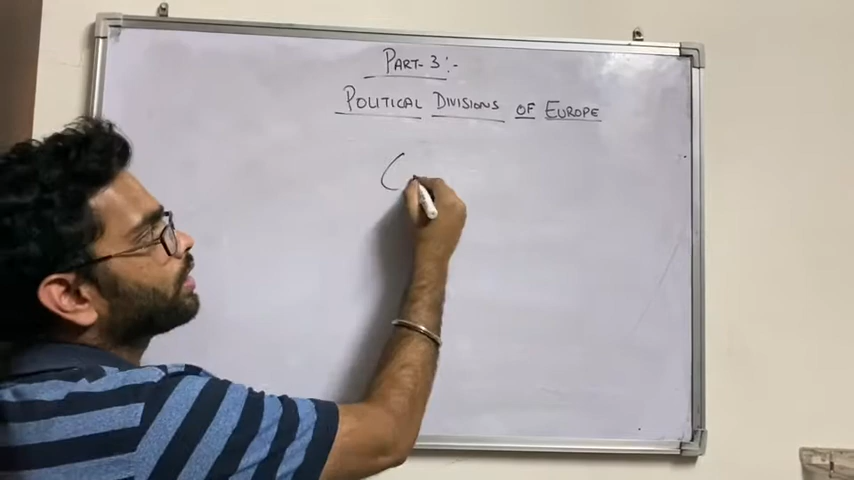 PART-3:-
POLITICAL DIVISIONS OF EUROPE
C